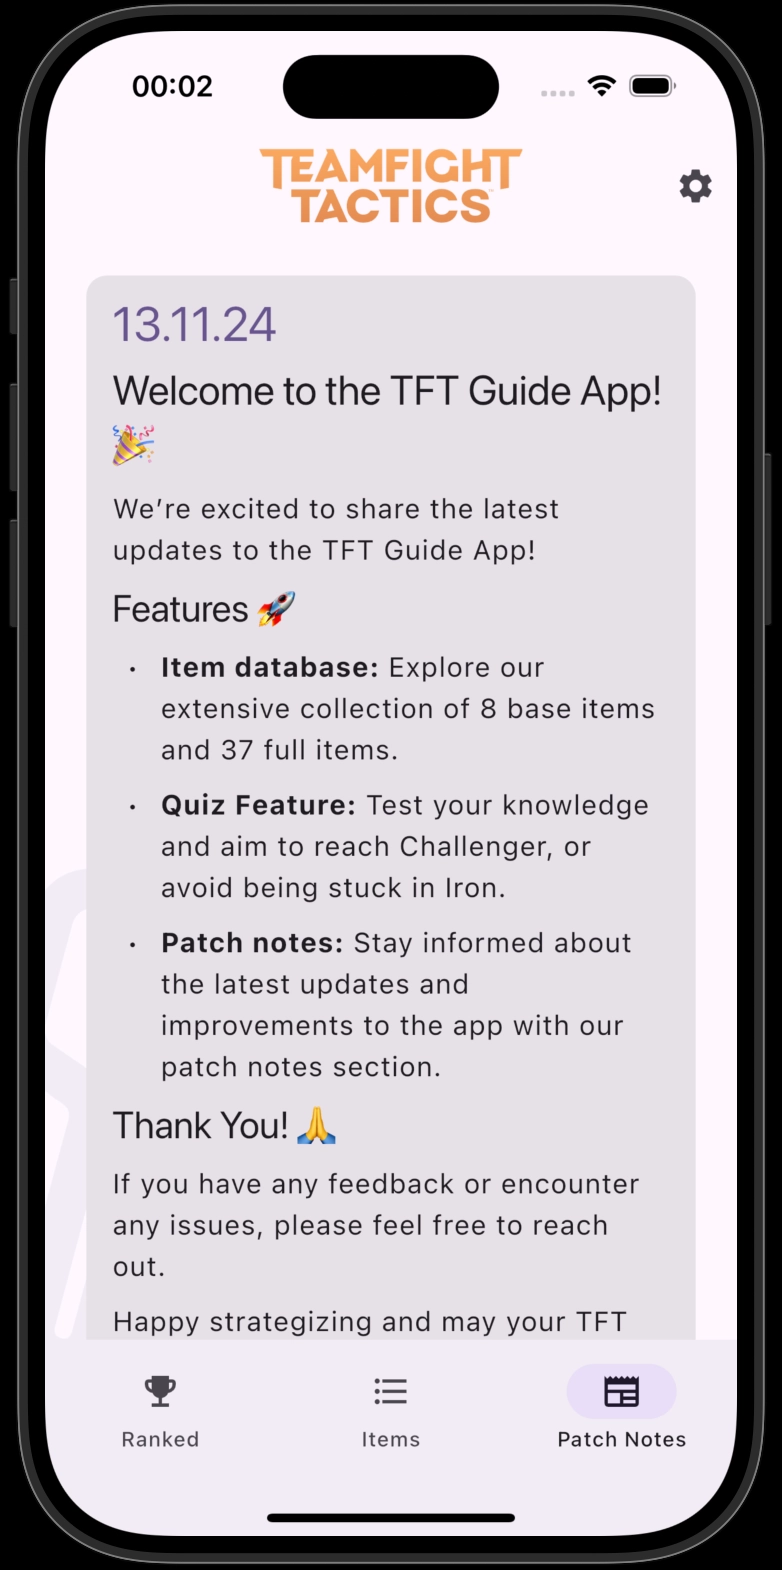 00:02
TEAMFIGHT
TACTICS
13.11.24
Welcome to the TFT Guide App!
🎉
We’re excited to share the latest
updates to the TFT Guide App!
Features 🚀
• Item database: Explore our
extensive collection of 8 base items
and 37 full items.
• Quiz Feature: Test your knowledge
and aim to reach Challenger, or
avoid being stuck in Iron.
• Patch notes: Stay informed about
the latest updates and
improvements to the app with our
patch notes section.
Thank You! 🙏
If you have any feedback or encounter
any issues, please feel free to reach
out.
Happy strategizing and may your TFT
Ranked
Items
Patch Notes